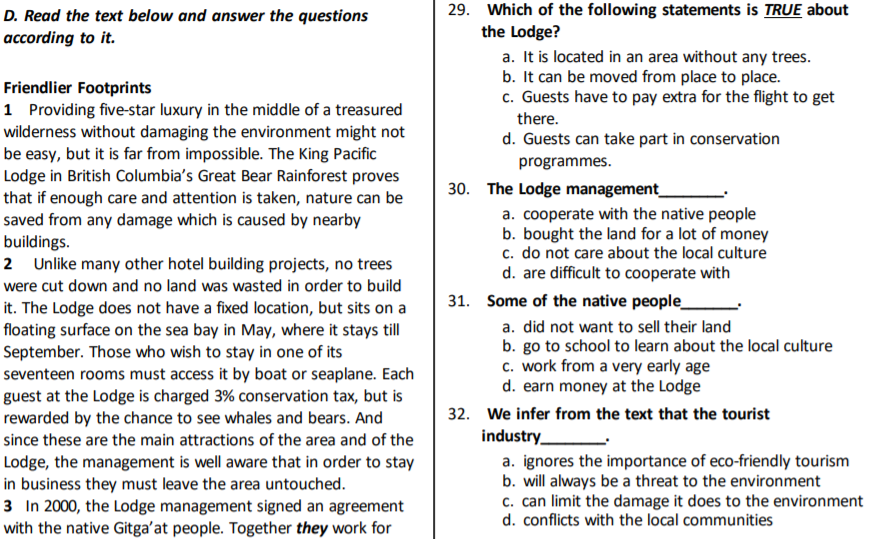 D. Read the text below and answer the questions
according to it.
Friendlier Footprints
1 Providing five-star luxury in the middle of a treasured
wilderness without damaging the environment might not
be easy, but it is far from impossible. The King Pacific
Lodge in British Columbia's Great Bear Rainforest proves
that if enough care and attention is taken, nature can be
saved from any damage which is caused by nearby
buildings.
2 Unlike many other hotel building projects, no trees
were cut down and no land was wasted in order to build
it. The Lodge does not have a fixed location, but sits on a
floating surface on the sea bay in May, where it stays till
September. Those who wish to stay in one of its
seventeen rooms must access it by boat or seaplane. Each
guest at the Lodge is charged 3% conservation tax, but is
rewarded by the chance to see whales and bears. And
since these are the main attractions of the area and of the
Lodge, the management is well aware that in order to stay
in business they must leave the area untouched.
3 In 2000, the Lodge management signed an agreement
with the native Gitga'at people. Together they work for
29. Which of the following statements is TRUE about
the Lodge?
a. It is located in an area without any trees.
b. It can be moved from place to place.
c. Guests have to pay extra for the flight to get
there.
d. Guests can take part in conservation
programmes.
30. The Lodge management________.
a. cooperate with the native people
b. bought the land for a lot of money
c. do not care about the local culture
d. are difficult to cooperate with
31. Some of the native people_______.
a. did not want to sell their land
b. go to school to learn about the local culture
c. work from a very early age
d. earn money at the Lodge
32. We infer from the text that the tourist
industry________.
a. ignores the importance of eco-friendly tourism
b. will always be a threat to the environment
c. can limit the damage it does to the environment
d. conflicts with the local communities